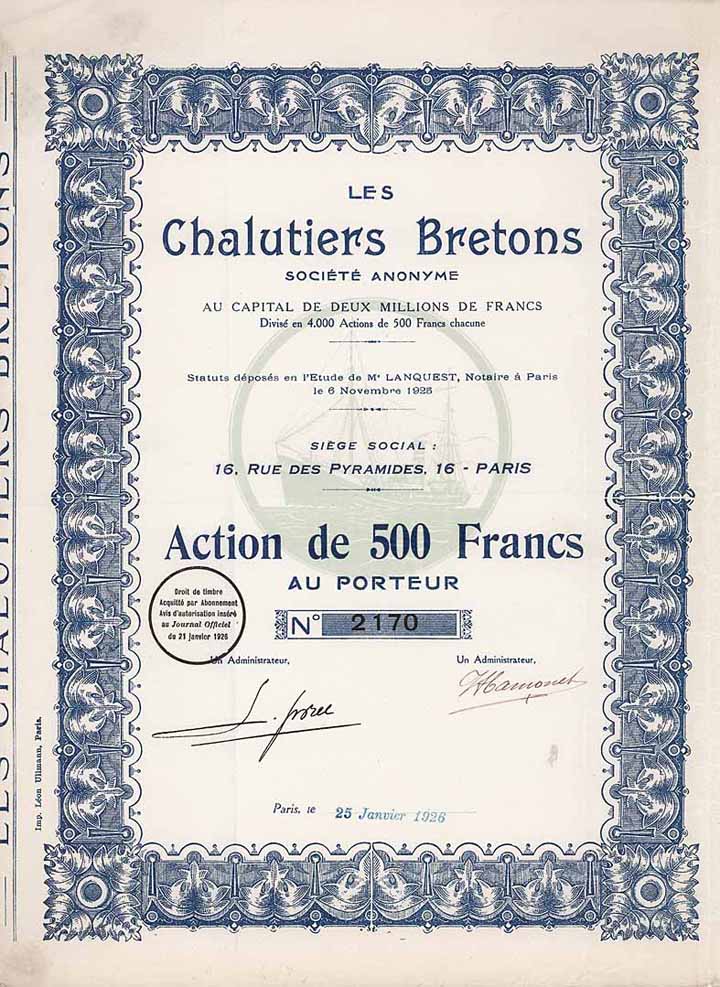 LES
Chalutiers Bretons
SOCIÉTÉ ANONYME
AU CAPITAL DE DEUX MILLIONS DE FRANCS
Divisé en 4.000 Actions de 500 Francs chacune
Statuts déposés en l'Etude de Me LANQUEST, Notaire à Paris
le 6 Novembre 1925
SIÈGE SOCIAL :
16, RUE DES PYRAMIDES, 16 - PARIS
Action de 500 Francs
AU PORTEUR
Droit de timbre
Acquitté par Abonnement
Avis d'autorisation inséré
au Journal Officiel
du 21 janvier 1926
N° 2170
Un Administrateur,
Un Administrateur,
Hamonet
Paris, le 25 Janvier 1926
Imp. Léon Ullmann, Paris.
LES CHALUTIERS BRETONS